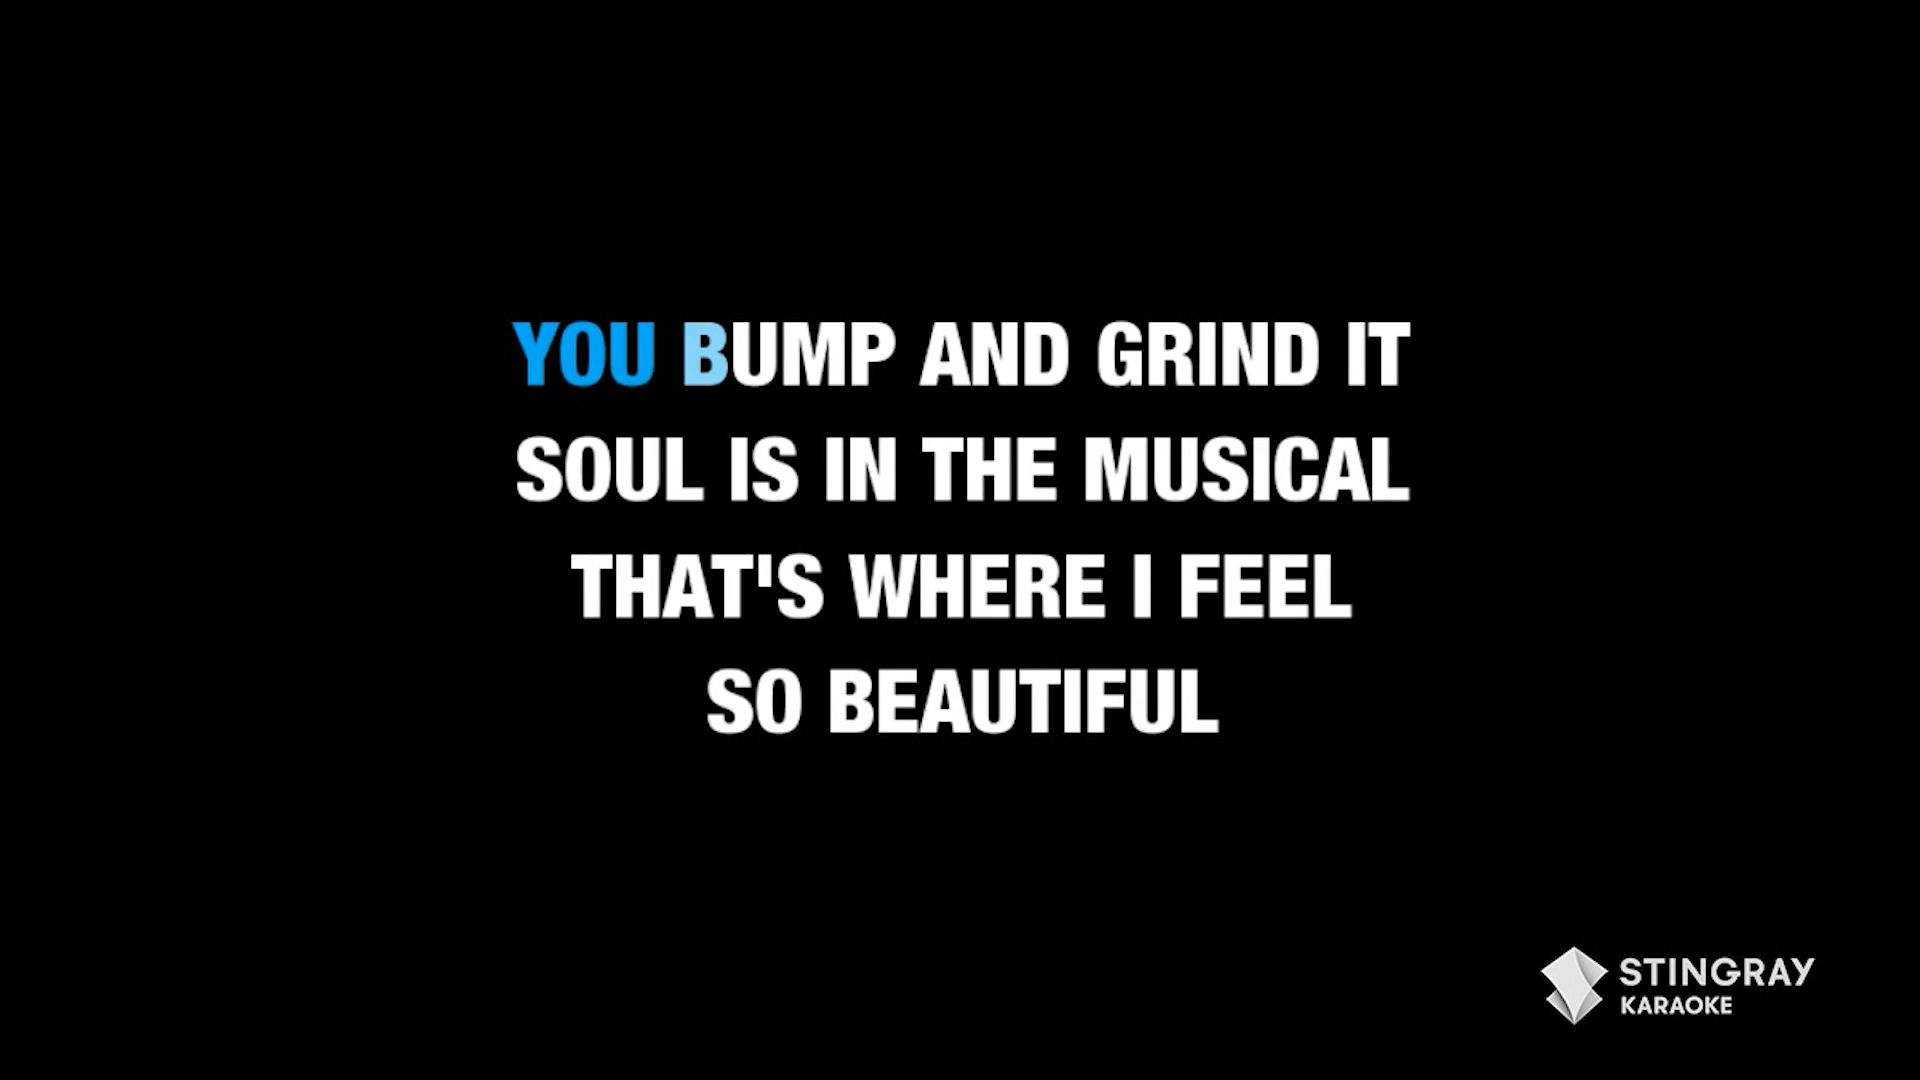 YOU BUMP AND GRIND IT
SOUL IS IN THE MUSICAL
THAT'S WHERE I FEEL
SO BEAUTIFUL
STINGRAY
KARAOKE